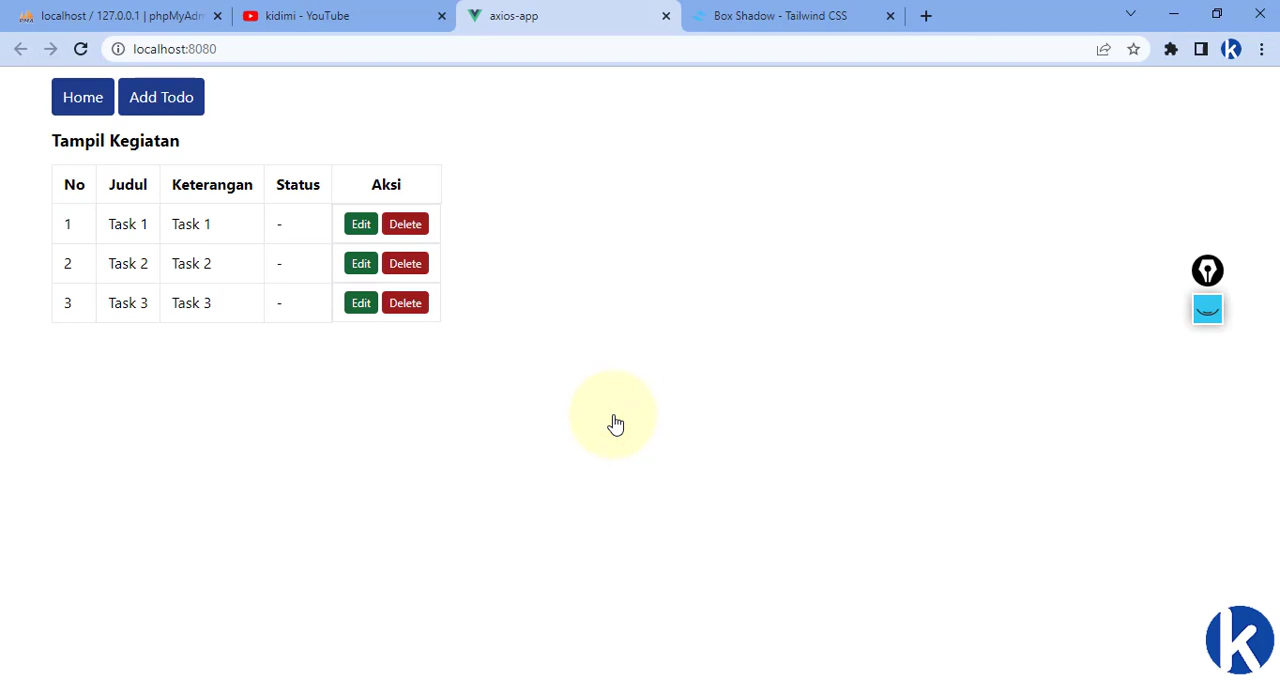 localhost / 127.0.0.1 | phpMyAdm
kidimi - YouTube
axios-app
Box Shadow - Tailwind CSS
localhost:8080
Home
Add Todo
Tampil Kegiatan
No Judul Keterangan Status Aksi
1 Task 1 Task 1 - Edit Delete
2 Task 2 Task 2 - Edit Delete
3 Task 3 Task 3 - Edit Delete
k